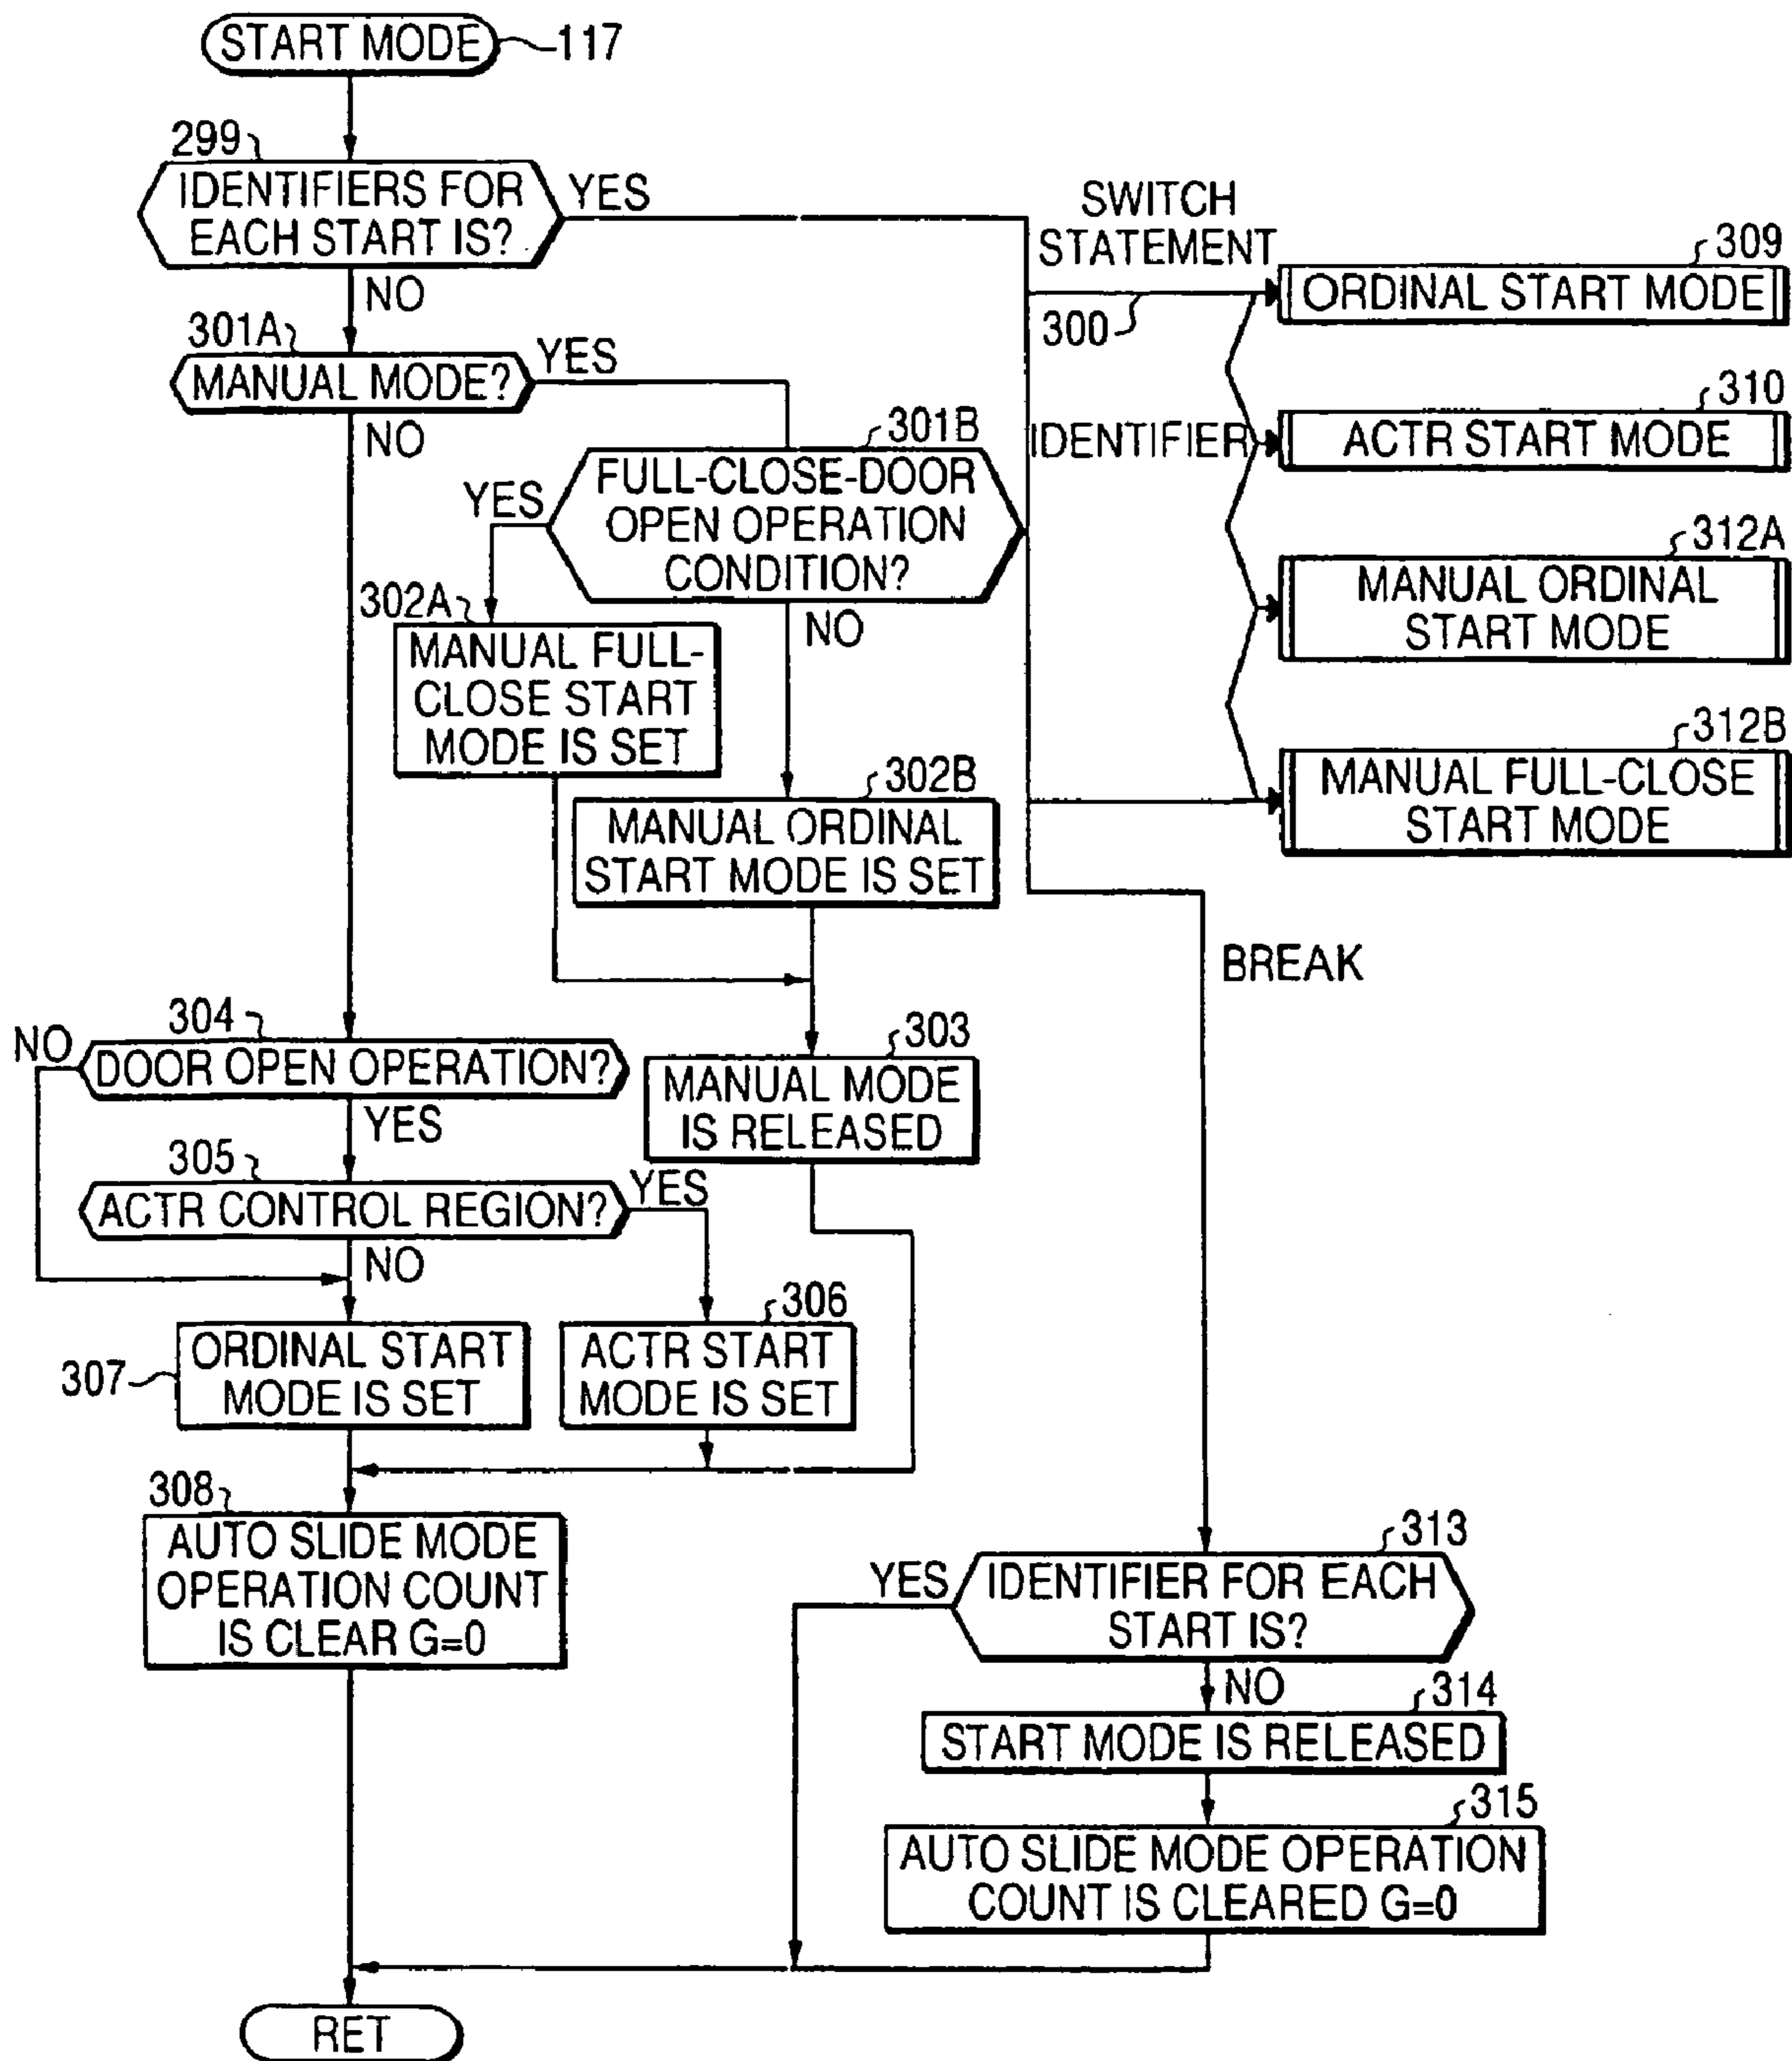 START MODE
117
299
IDENTIFIERS FOR
EACH START IS?
YES
NO
SWITCH
STATEMENT
300
IDENTIFIER
309
ORDINAL START MODE
310
ACTR START MODE
312A
MANUAL ORDINAL
START MODE
312B
MANUAL FULL-CLOSE
START MODE
301A
MANUAL MODE?
YES
NO
301B
FULL-CLOSE-DOOR
OPEN OPERATION
CONDITION?
YES
NO
302A
MANUAL FULL-
CLOSE START
MODE IS SET
302B
MANUAL ORDINAL
START MODE IS SET
BREAK
303
MANUAL MODE
IS RELEASED
304
NO
DOOR OPEN OPERATION?
YES
305
ACTR CONTROL REGION?
YES
NO
306
ACTR START
MODE IS SET
307
ORDINAL START
MODE IS SET
308
AUTO SLIDE MODE
OPERATION COUNT
IS CLEAR G=0
313
YES
IDENTIFIER FOR EACH
START IS?
NO
314
START MODE IS RELEASED
315
AUTO SLIDE MODE OPERATION
COUNT IS CLEARED G=0
RET